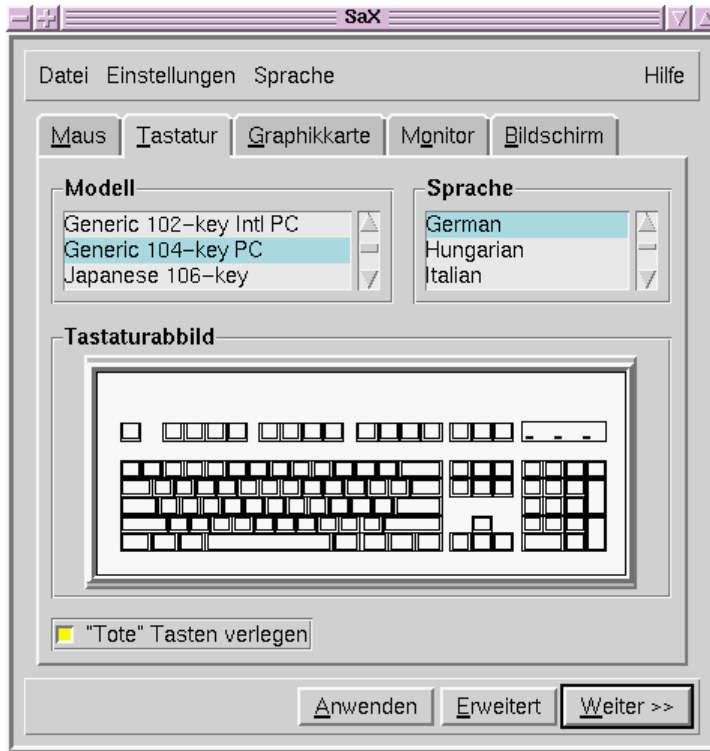 SaX
Datei Einstellungen Sprache Hilfe
Maus Tastatur Graphikkarte Monitor Bildschirm
Modell Sprache
Generic 102-key Intl PC German
Generic 104-key PC Hungarian
Japanese 106-key Italian
Tastaturabbild
"Tote" Tasten verlegen
Anwenden Erweitert Weiter >>